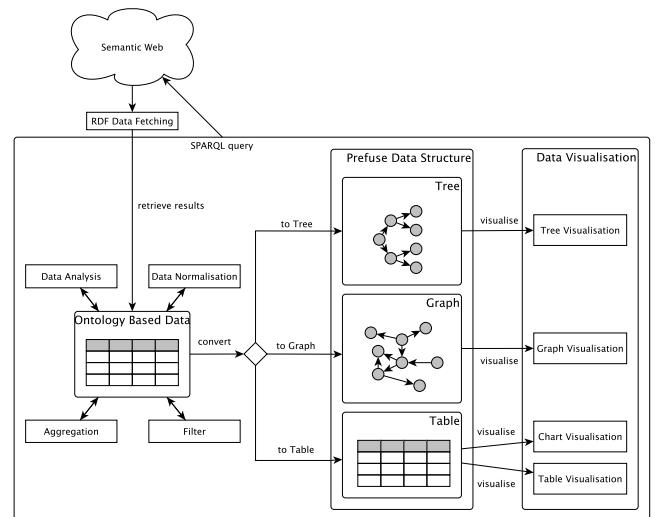 Semantic Web
RDF Data Fetching
SPARQL query
Prefuse Data Structure
Data Visualisation
Tree
retrieve results
to Tree
visualise
Tree Visualisation
Data Analysis
Data Normalisation
Graph
Ontology Based Data
convert
to Graph
visualise
Graph Visualisation
Table
Aggregation
Filter
to Table
visualise
Chart Visualisation
visualise
Table Visualisation